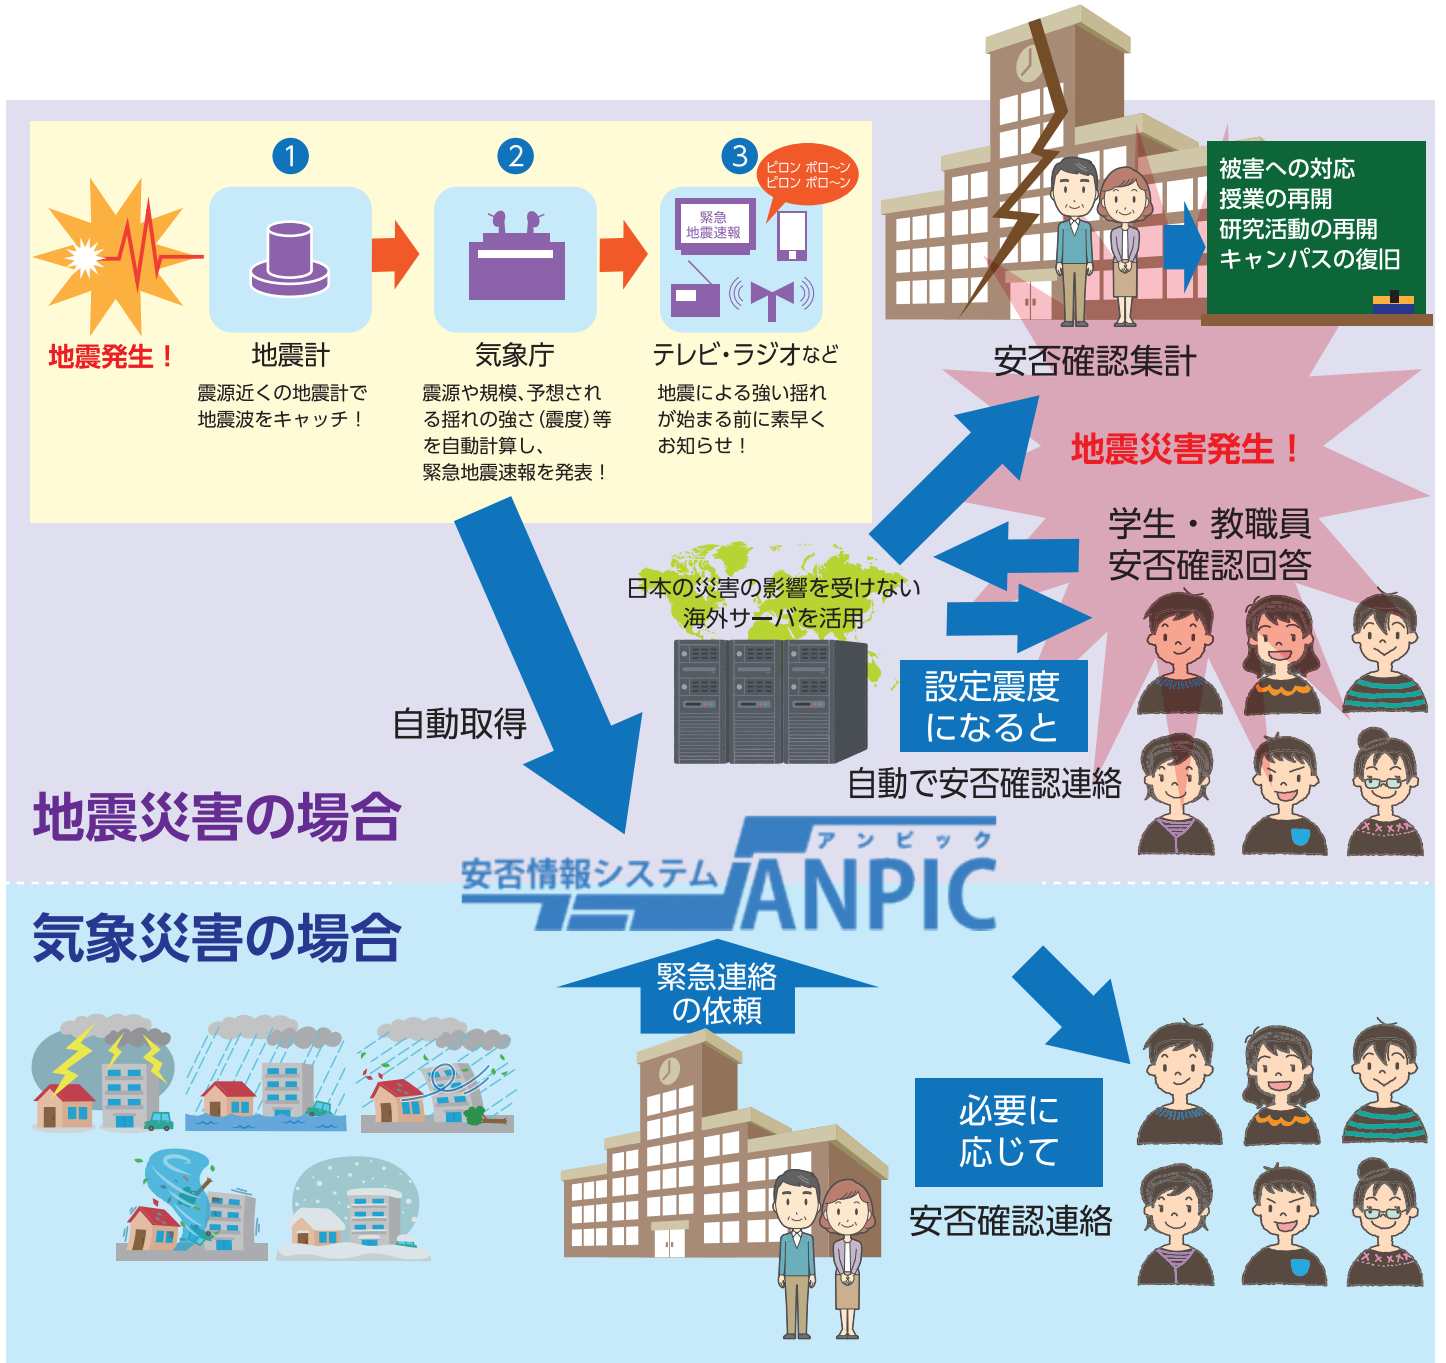 1
2
3
ピロン ポロ〜ン
ピロン ポロ〜ン
緊急
地震速報
地震発生！
地震計
震源近くの地震計で
地震波をキャッチ！
気象庁
震源や規模、予想され
る揺れの強さ（震度）等
を自動計算し、
緊急地震速報を発表！
テレビ・ラジオなど
地震による強い揺れ
が始まる前に素早く
お知らせ！
被害への対応
授業の再開
研究活動の再開
キャンパスの復旧
安否確認集計
地震災害発生！
学生・教職員
安否確認回答
日本の災害の影響を受けない
海外サーバを活用
設定震度
になると
自動で安否確認連絡
自動取得
地震災害の場合
安否情報システム
アンピック
ANPIC
気象災害の場合
緊急連絡
の依頼
必要に
応じて
安否確認連絡